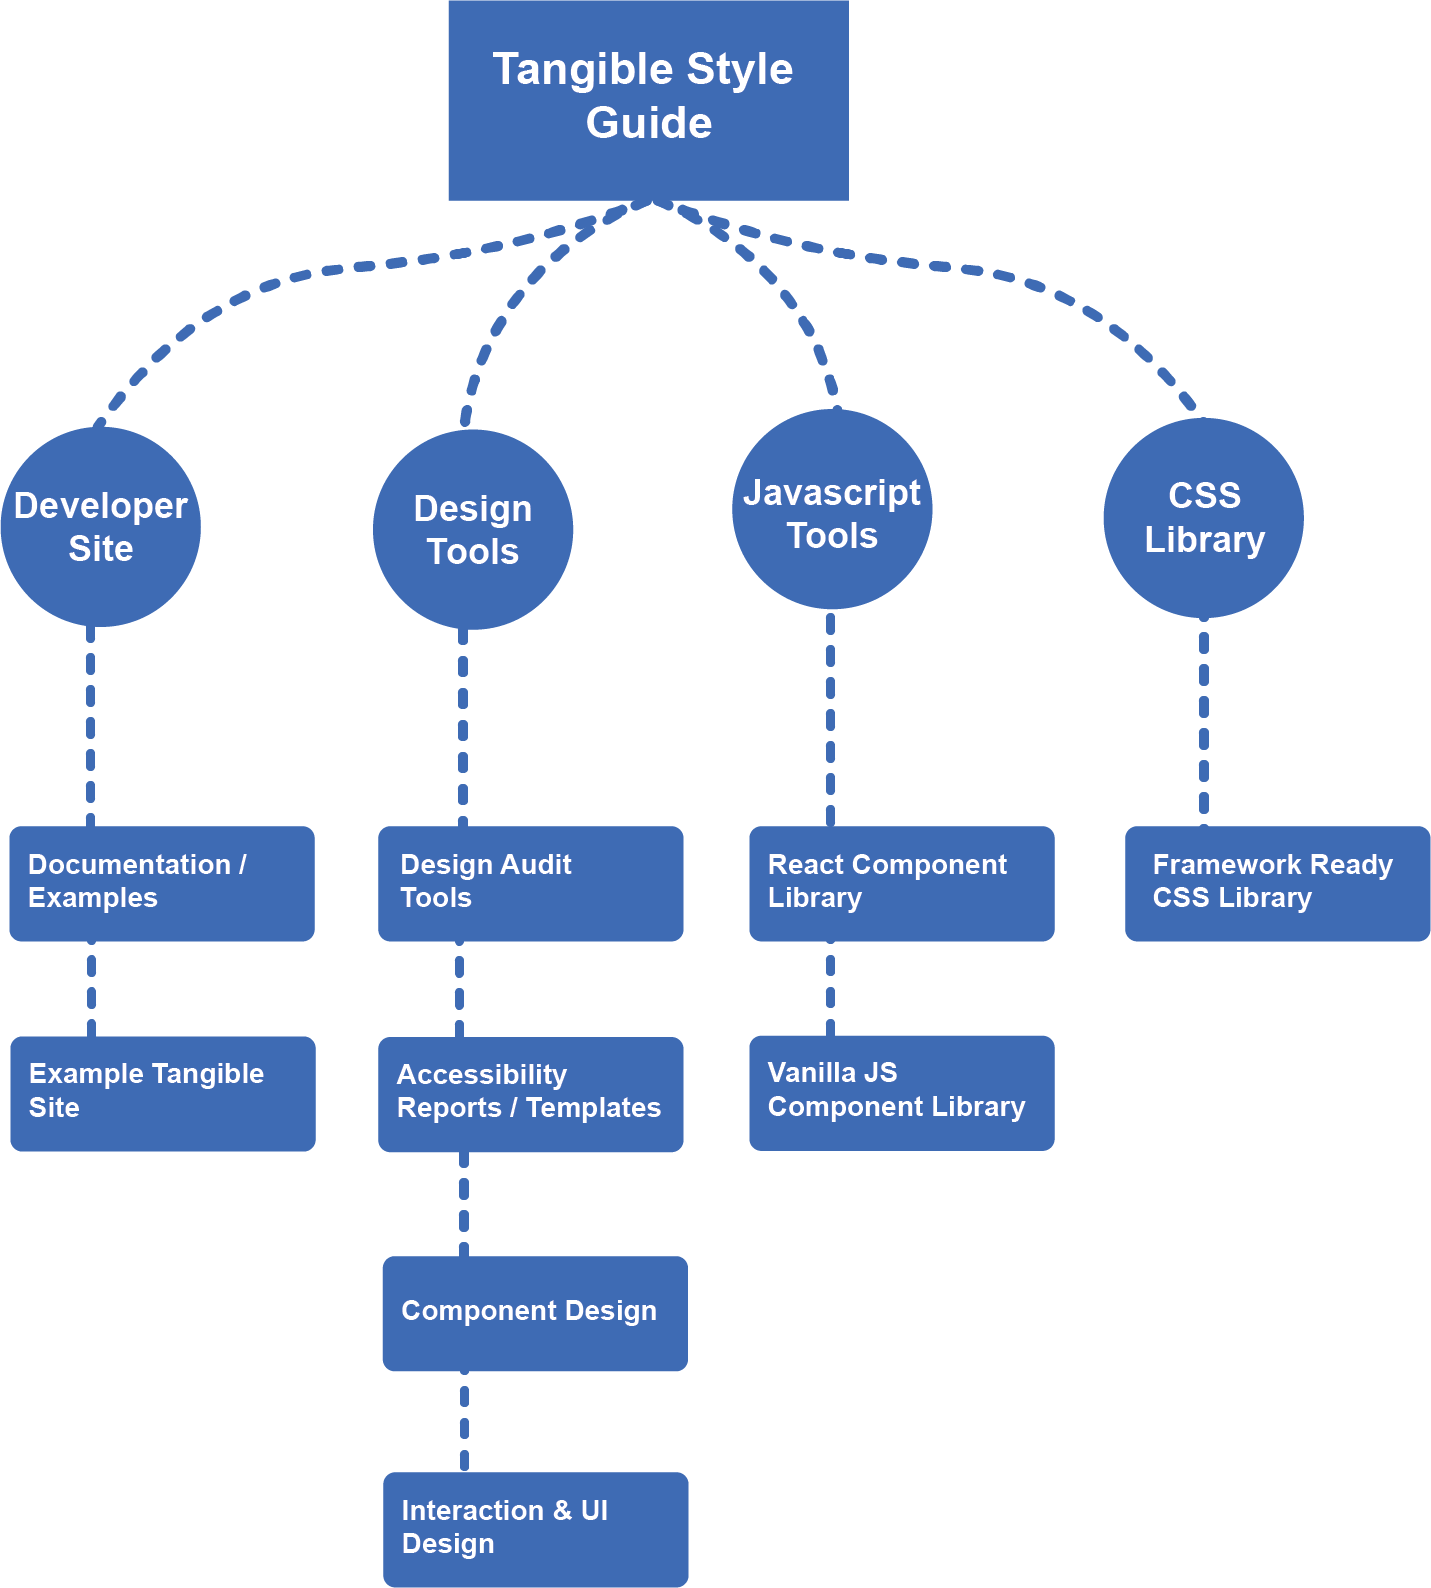 Tangible Style
Guide
Developer
Site
Design
Tools
Javascript
Tools
CSS
Library
Documentation /
Examples
Design Audit
Tools
React Component
Library
Framework Ready
CSS Library
Example Tangible
Site
Accessibility
Reports / Templates
Vanilla JS
Component Library
Component Design
Interaction & UI
Design